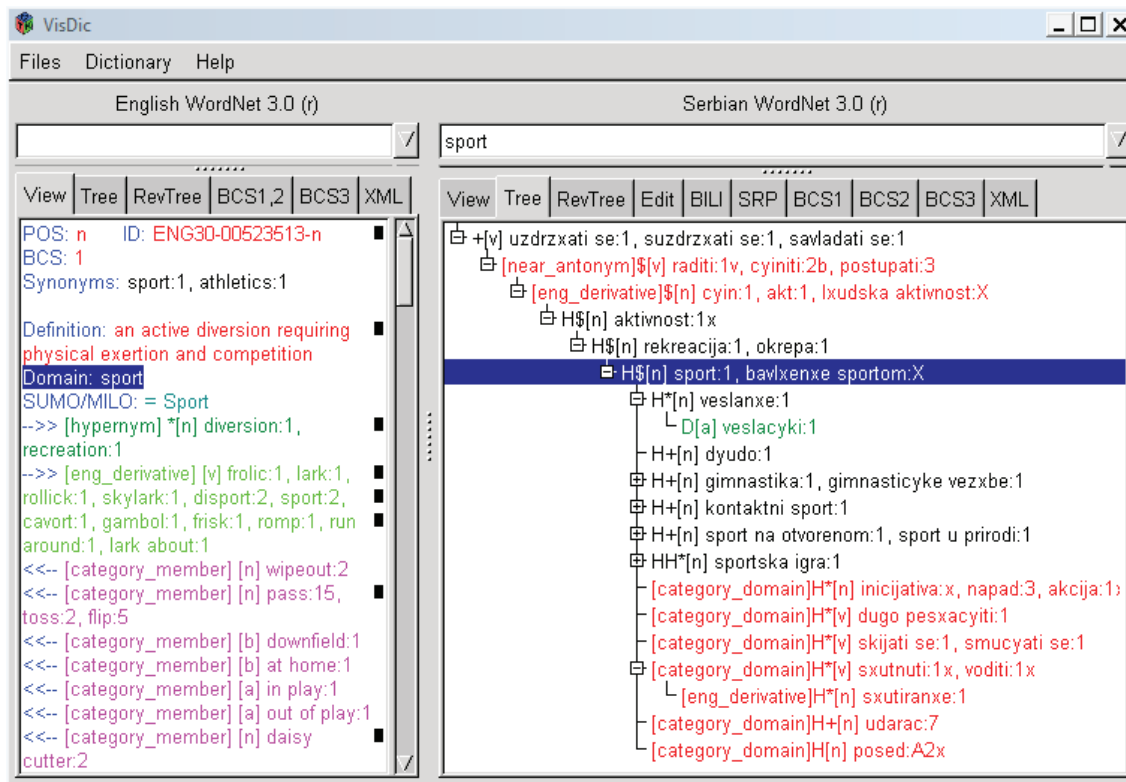 VisDic
Files Dictionary Help
English WordNet 3.0 (r)
View Tree RevTree BCS1,2 BCS3 XML
POS: n ID: ENG30-00523513-n
BCS: 1
Synonyms: sport:1, athletics:1
Definition: an active diversion requiring
physical exertion and competition
Domain: sport
SUMO/MILO: = Sport
-->> [hypernym] *[n] diversion:1,
recreation:1
-->> [eng_derivative] [v] frolic:1, lark:1,
rollick:1, skylark:1, disport:2, sport:2,
cavort:1, gambol:1, frisk:1, romp:1, run
around:1, lark about:1
<<-- [category_member] [n] wipeout:2
<<-- [category_member] [n] pass:15,
toss:2, flip:5
<<-- [category_member] [b] downfield:1
<<-- [category_member] [b] at home:1
<<-- [category_member] [a] in play:1
<<-- [category_member] [a] out of play:1
<<-- [category_member] [n] daisy
cutter:2
Serbian WordNet 3.0 (r)
sport
View Tree RevTree Edit BILI SRP BCS1 BCS2 BCS3 XML
+[v] uzdrzxati se:1, suzdrzxati se:1, savladati se:1
[near_antonym]$[v] raditi:1v, cyiniti:2b, postupati:3
[eng_derivative]$[n] cyin:1, akt:1, lxudska aktivnost:X
H$[n] aktivnost:1x
H$[n] rekreacija:1, okrepa:1
H$[n] sport:1, bavlxenxe sportom:X
H*[n] veslanxe:1
D[a] veslacyki:1
H+[n] dyudo:1
H+[n] gimnastika:1, gimnasticyke vezxbe:1
H+[n] kontaktni sport:1
H+[n] sport na otvorenom:1, sport u prirodi:1
HH*[n] sportska igra:1
[category_domain]H*[n] inicijativa:x, napad:3, akcija:1x
[category_domain]H*[v] dugo pesxacyiti:1
[category_domain]H*[v] skijati se:1, smucyati se:1
[category_domain]H*[v] sxutnuti:1x, voditi:1x
[eng_derivative]H*[n] sxutiranxe:1
[category_domain]H+[n] udarac:7
[category_domain]H[n] posed:A2x